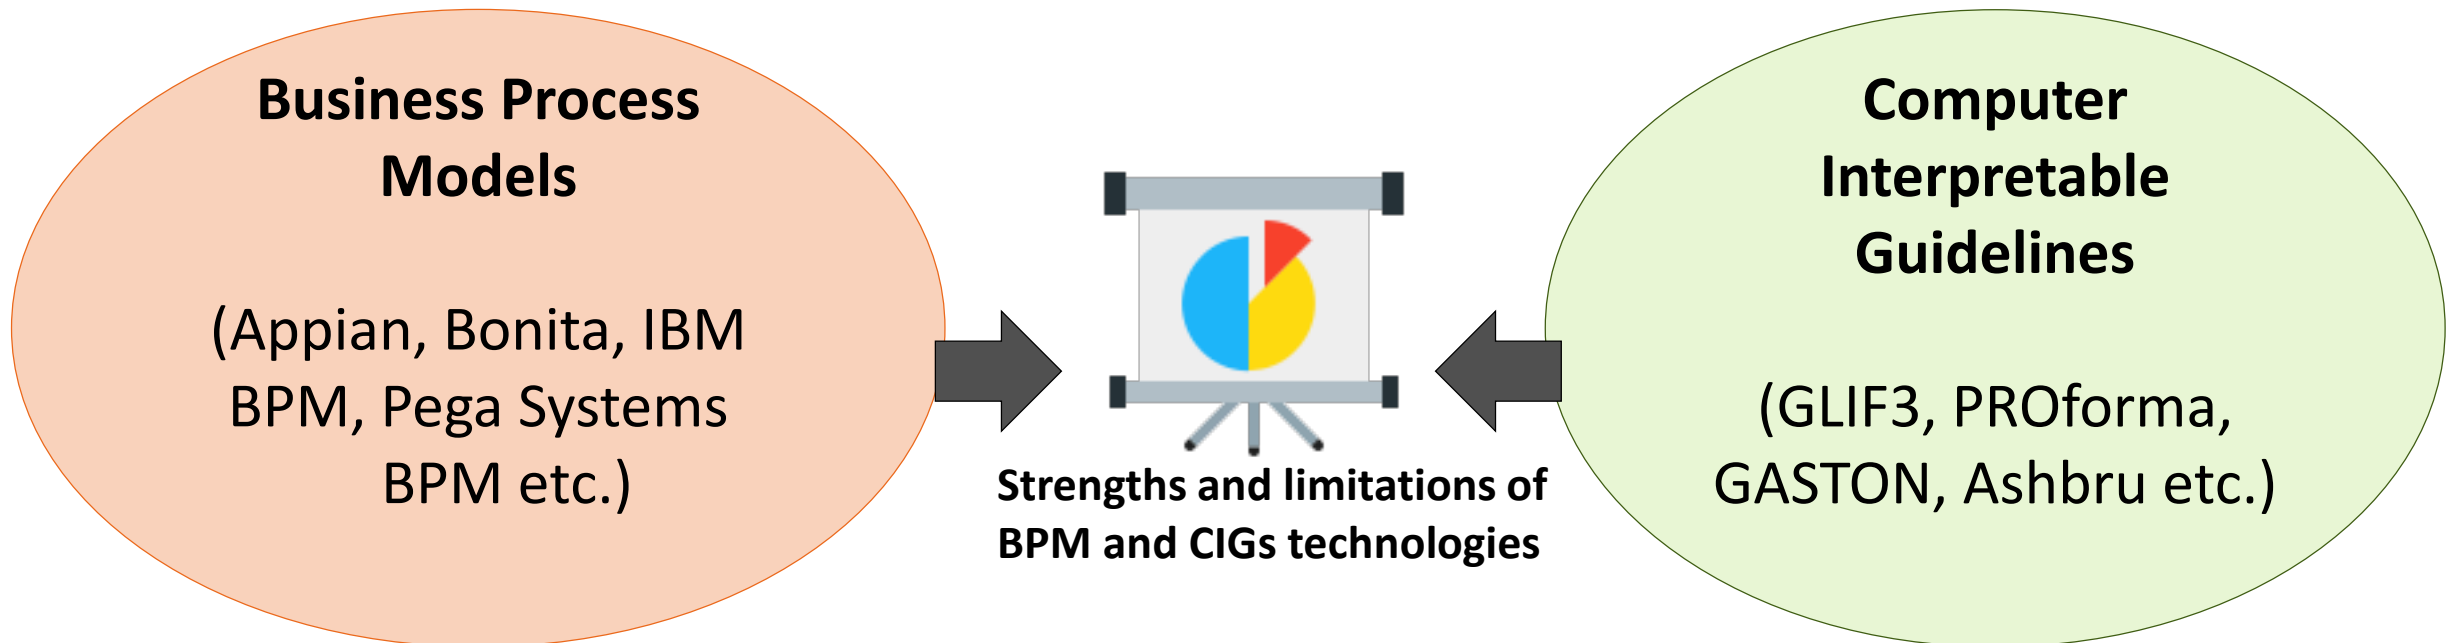 Business Process
Models
(Appian, Bonita, IBM
BPM, Pega Systems
BPM etc.)
Strengths and limitations of
BPM and CIGs technologies
Computer
Interpretable
Guidelines
(GLIF3, PROforma,
GASTON, Ashbru etc.)